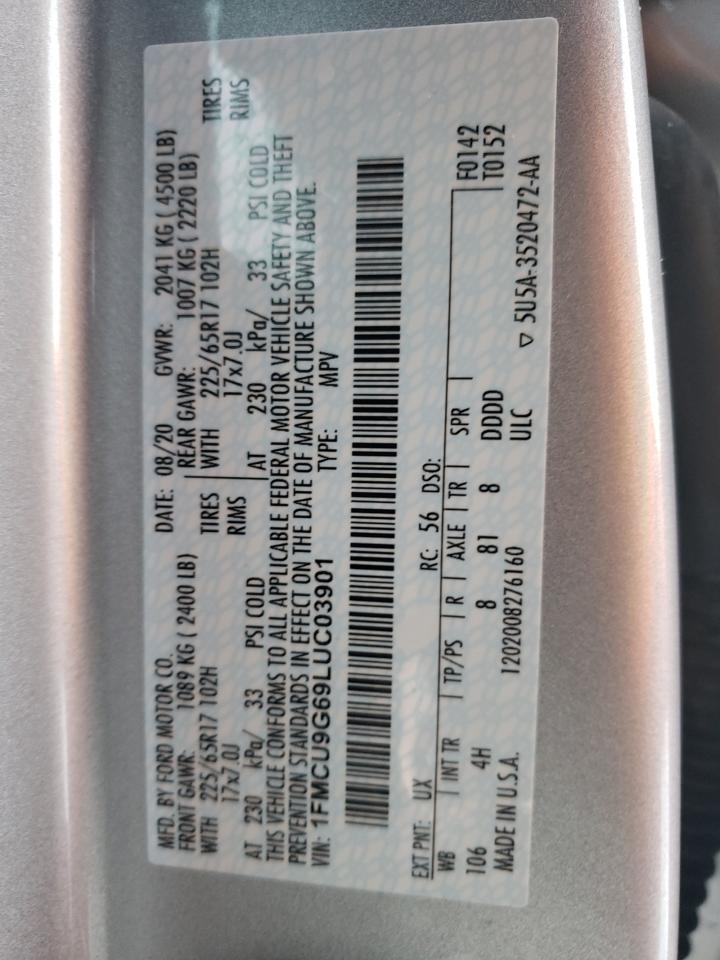 MFD. BY FORD MOTOR CO. DATE: 08/20 GVWR: 2041 KG ( 4500 LB)
FRONT GAWR: 1089 KG ( 2400 LB) REAR GAWR: 1007 KG ( 2220 LB)
WITH 225/65R17 102H TIRES WITH 225/65R17 102H TIRES
17x7.0J RIMS 17x7.0J RIMS
AT 230 kPa/ 33 PSI COLD AT 230 kPa/ 33 PSI COLD
THIS VEHICLE CONFORMS TO ALL APPLICABLE FEDERAL MOTOR VEHICLE SAFETY AND THEFT
PREVENTION STANDARDS IN EFFECT ON THE DATE OF MANUFACTURE SHOWN ABOVE.
VIN: 1FMCU9G69LUC03901 TYPE: MPV
EXT PNT: UX RC: 56 DSO:
WB INT TR TP/PS R AXLE TR SPR F0142
106 4H 8 81 8 DDDD T0152
MADE IN U.S.A. 1202008276160 ULC ▽ 5U5A-3520472-AA